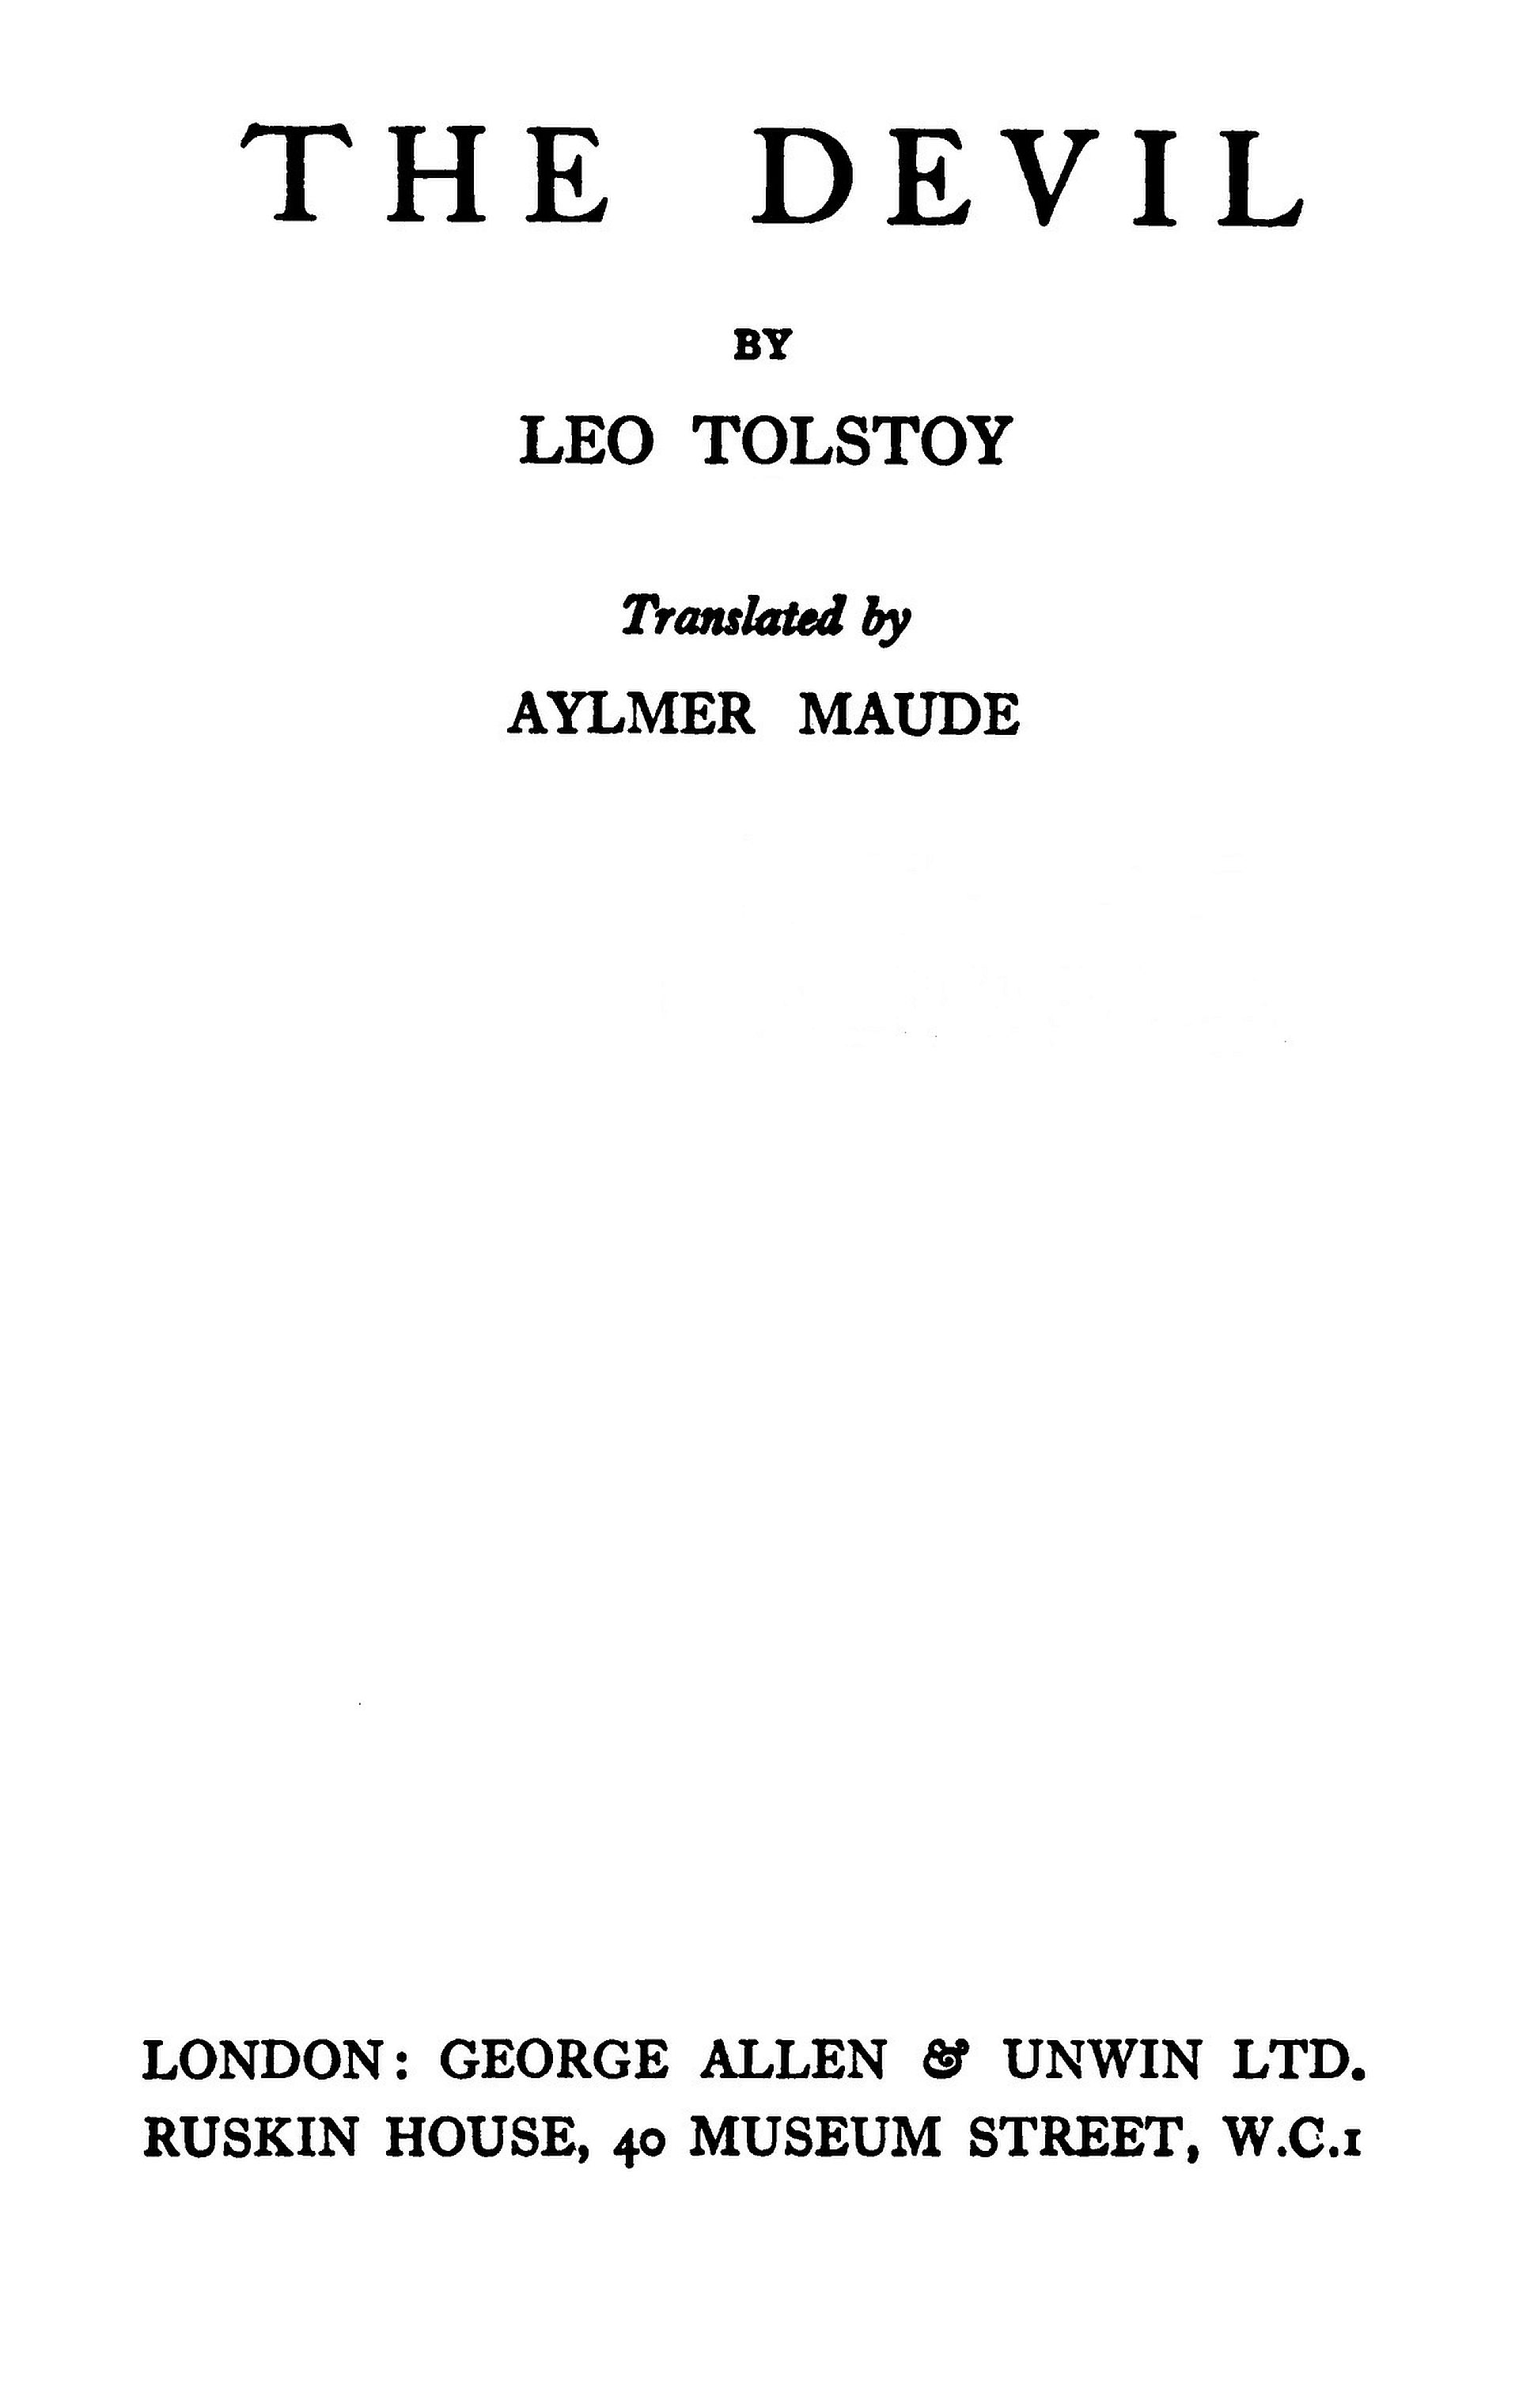 THE DEVIL
BY
LEO TOLSTOY
Translated by
AYLMER MAUDE
LONDON: GEORGE ALLEN & UNWIN LTD.
RUSKIN HOUSE, 40 MUSEUM STREET, W.C.1